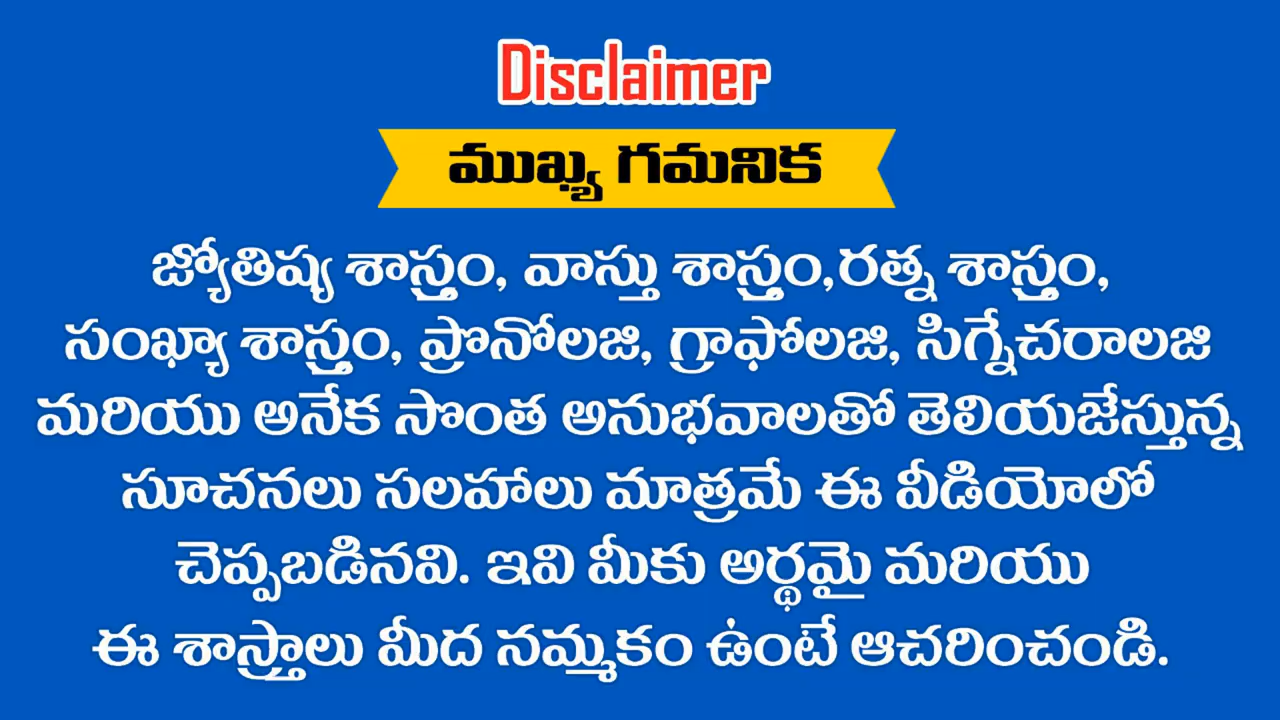 Disclaimer
ముఖ్య గమనిక
జ్యోతిష్య శాస్త్రం, వాస్తు శాస్త్రం,రత్న శాస్త్రం,
సంఖ్యా శాస్త్రం, ప్రొనోలజి, గ్రాఫోలజి, సిగ్నేచరాలజి
మరియు అనేక సొంత అనుభవాలతో తెలియజేస్తున్న
సూచనలు సలహాలు మాత్రమే ఈ వీడియోలో
చెప్పబడినవి. ఇవి మీకు అర్థమై మరియు
ఈ శాస్త్రాలు మీద నమ్మకం ఉంటే ఆచరించండి.